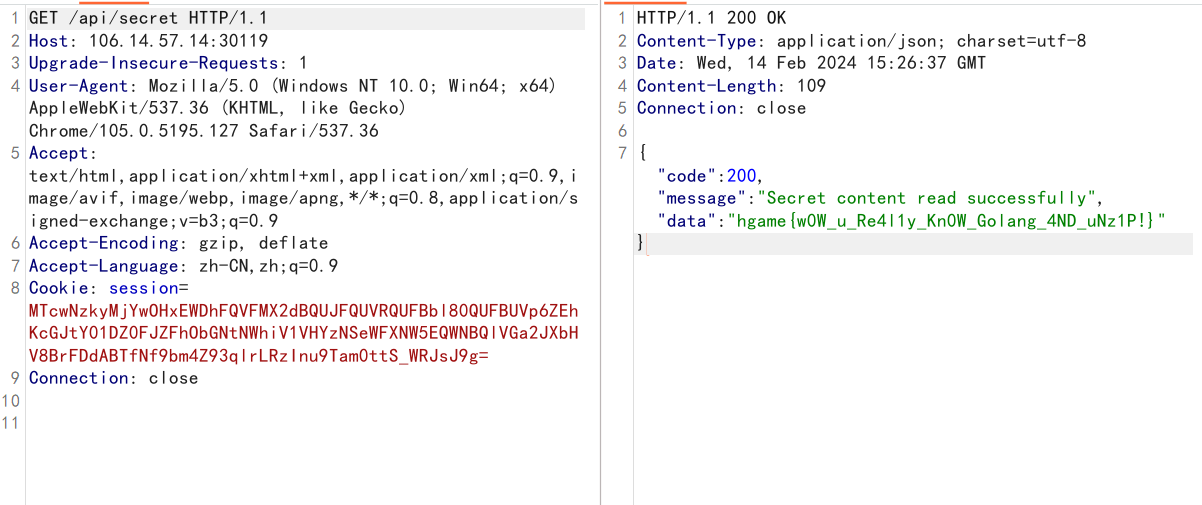 1 GET /api/secret HTTP/1.1
2 Host: 106.14.57.14:30119
3 Upgrade-Insecure-Requests: 1
4 User-Agent: Mozilla/5.0 (Windows NT 10.0; Win64; x64)
AppleWebKit/537.36 (KHTML, like Gecko)
Chrome/105.0.5195.127 Safari/537.36
5 Accept:
text/html,application/xhtml+xml,application/xml;q=0.9,i
mage/avif,image/webp,image/apng,*/*;q=0.8,application/s
igned-exchange;v=b3;q=0.9
6 Accept-Encoding: gzip, deflate
7 Accept-Language: zh-CN,zh;q=0.9
8 Cookie: session=
MTcwNzkyMjYwOHxEWDhFQVFMX2dBQUJFQUVRQUFBbl80QUFBUVp6ZEh
KcGJtY01DZ0FJZFhObGNtNWhiV1VHYzNSeWFXNW5EQWNBQlVGa2JXbH
V8BrFDdABTfNf9bm4Z93qlrLRzlnu9Tam0ttS_WRJsJ9g=
9 Connection: close
10
11
1 HTTP/1.1 200 OK
2 Content-Type: application/json; charset=utf-8
3 Date: Wed, 14 Feb 2024 15:26:37 GMT
4 Content-Length: 109
5 Connection: close
6
7 {
"code":200,
"message":"Secret content read successfully",
"data":"hgame{w0W_u_Re4l1y_Kn0W_Golang_4ND_uNz1P!}"
}